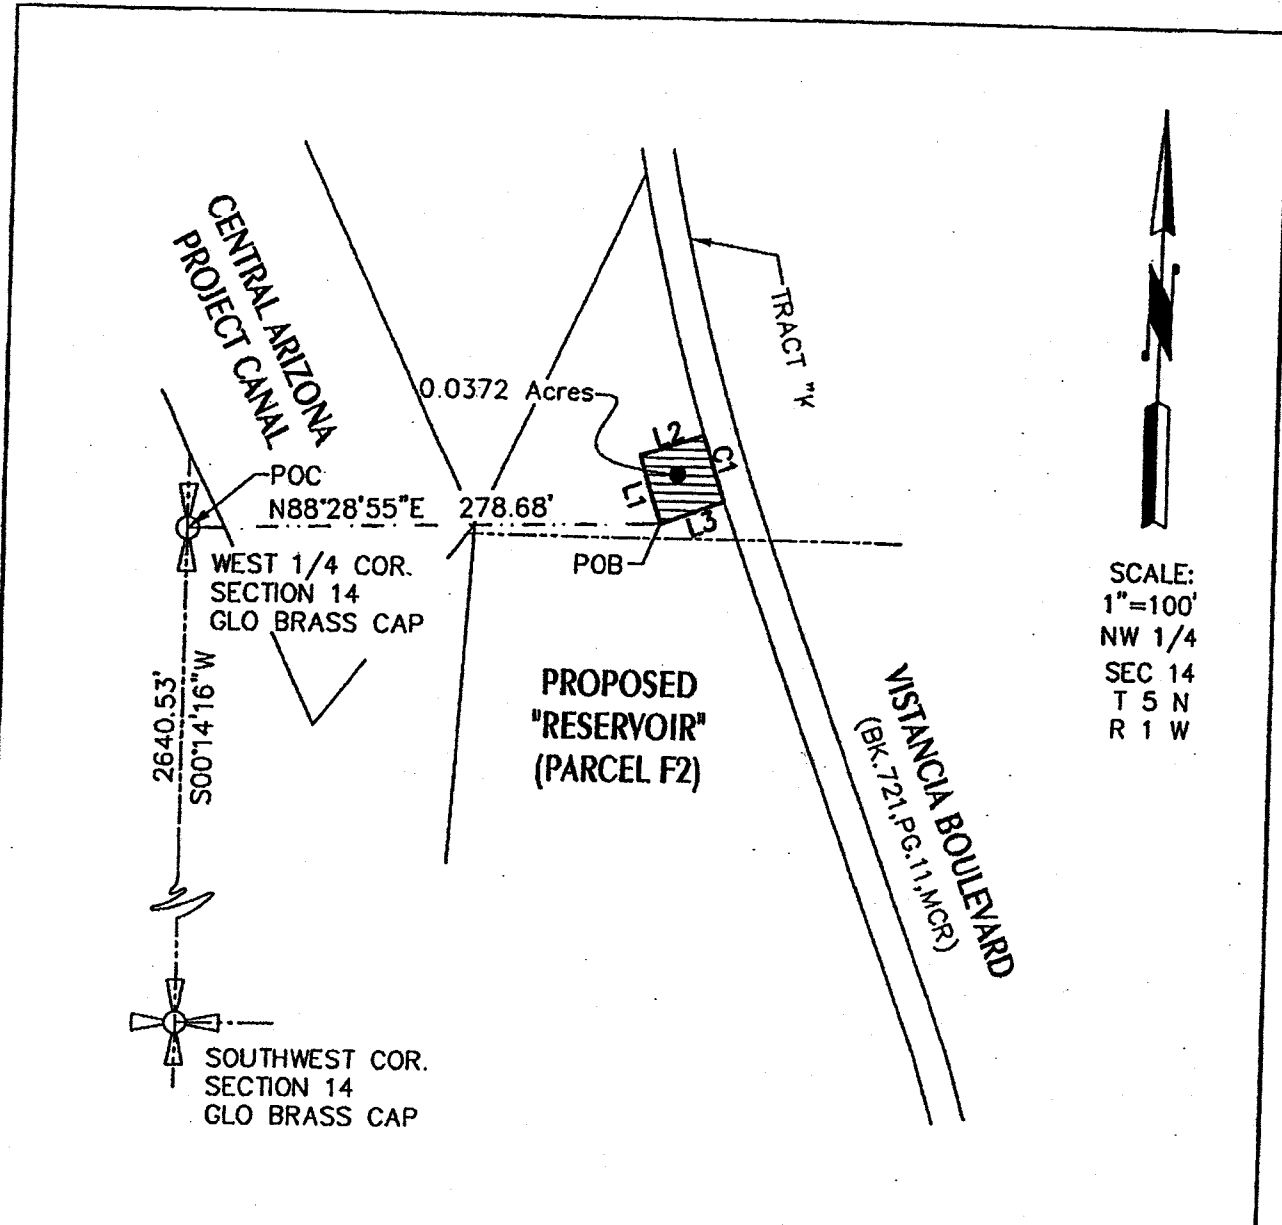 CENTRAL ARIZONA
PROJECT CANAL
TRACT "K
0.0372 Acres
L2
C1
L1
L3
POC
N88°28'55"E 278.68'
POB
WEST 1/4 COR.
SECTION 14
GLO BRASS CAP
SCALE:
1"=100'
NW 1/4
SEC 14
T 5 N
R 1 W
2640.53'
S00°14'16"W
PROPOSED
"RESERVOIR"
(PARCEL F2)
VISTANCIA BOULEVARD
(BK.721,PG.11,MCR)
SOUTHWEST COR.
SECTION 14
GLO BRASS CAP